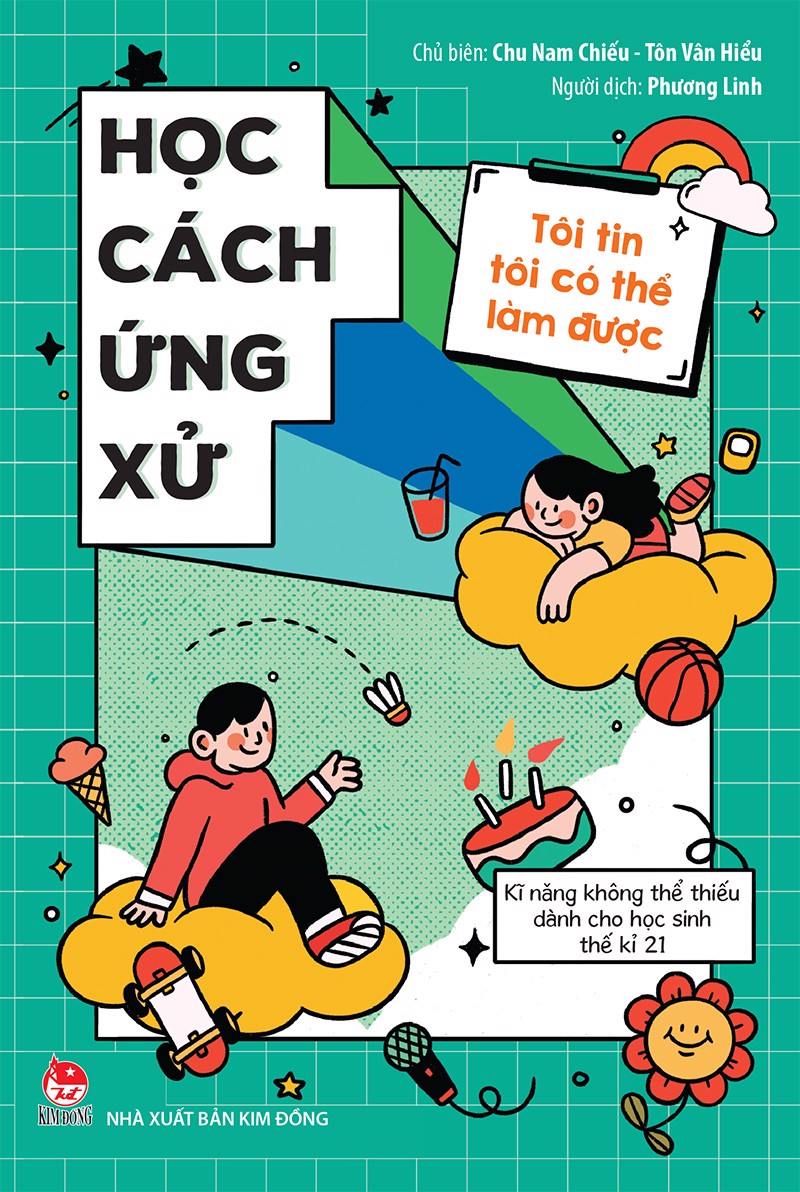 Chủ biên: Chu Nam Chiếu - Tôn Vân Hiểu
Người dịch: Phương Linh
HỌC
CÁCH
ỨNG
XỬ
Tôi tin
tôi có thể
làm được
Kĩ năng không thể thiếu
dành cho học sinh
thế kỉ 21
KIM ĐỒNG
NHÀ XUẤT BẢN KIM ĐỒNG